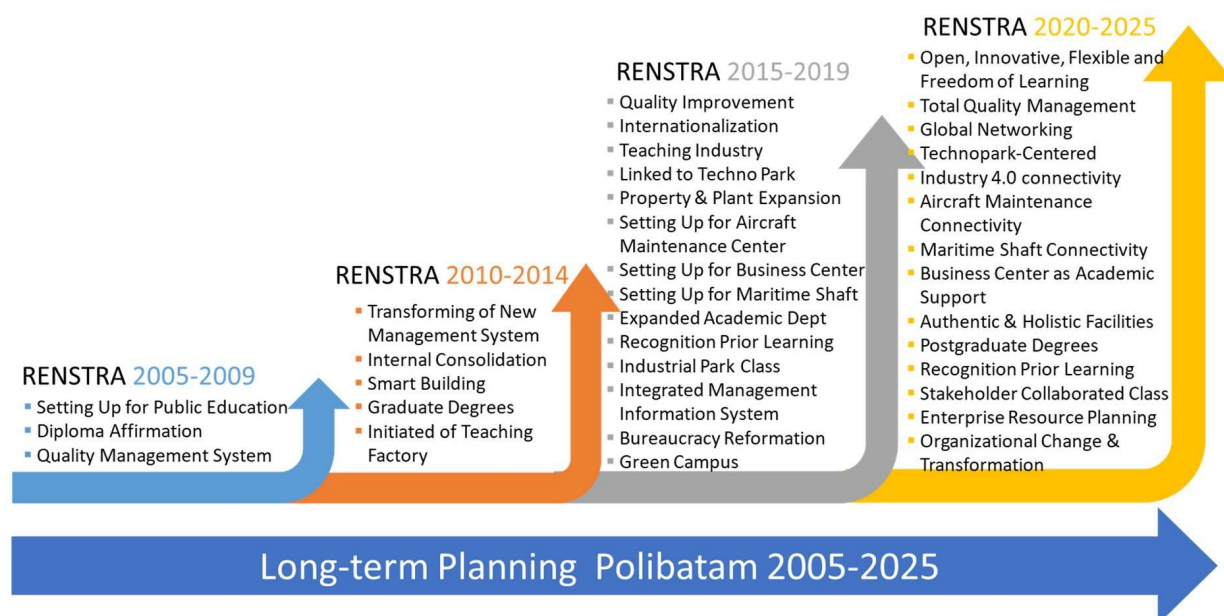 RENSTRA 2005-2009
▪ Setting Up for Public Education
▪ Diploma Affirmation
▪ Quality Management System
RENSTRA 2010-2014
▪ Transforming of New
Management System
▪ Internal Consolidation
▪ Smart Building
▪ Graduate Degrees
▪ Initiated of Teaching
Factory
RENSTRA 2015-2019
▪ Quality Improvement
▪ Internationalization
▪ Teaching Industry
▪ Linked to Techno Park
▪ Property & Plant Expansion
▪ Setting Up for Aircraft
Maintenance Center
▪ Setting Up for Business Center
▪ Setting Up for Maritime Shaft
▪ Expanded Academic Dept
▪ Recognition Prior Learning
▪ Industrial Park Class
▪ Integrated Management
Information System
▪ Bureaucracy Reformation
▪ Green Campus
RENSTRA 2020-2025
▪ Open, Innovative, Flexible and
Freedom of Learning
▪ Total Quality Management
▪ Global Networking
▪ Technopark-Centered
▪ Industry 4.0 connectivity
▪ Aircraft Maintenance
Connectivity
▪ Maritime Shaft Connectivity
▪ Business Center as Academic
Support
▪ Authentic & Holistic Facilities
▪ Postgraduate Degrees
▪ Recognition Prior Learning
▪ Stakeholder Collaborated Class
▪ Enterprise Resource Planning
▪ Organizational Change &
Transformation
Long-term Planning Polibatam 2005-2025